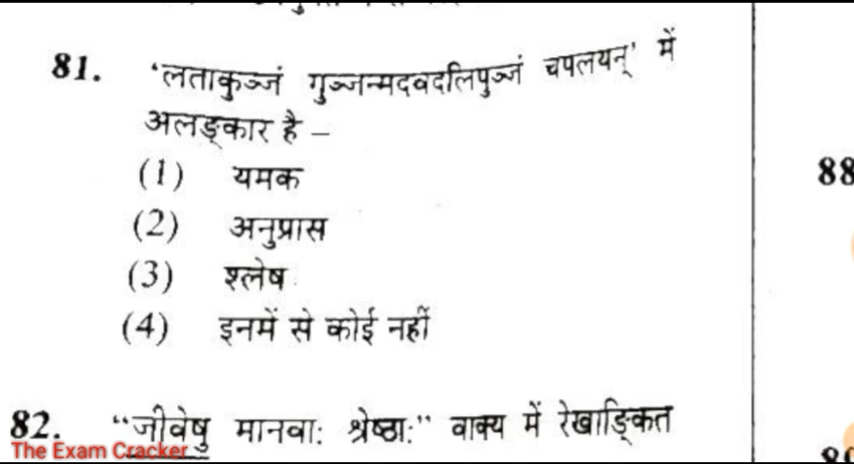 81. 'लताकुञ्जं गुञ्जन्मदवदलिपुञ्जं चपलयन्' में
अलङ्कार है –
(1) यमक
(2) अनुप्रास
(3) श्लेष
(4) इनमें से कोई नहीं
88
82. "जीवेषु मानवाः श्रेष्ठाः" वाक्य में रेखाङ्कित
The Exam Cracker